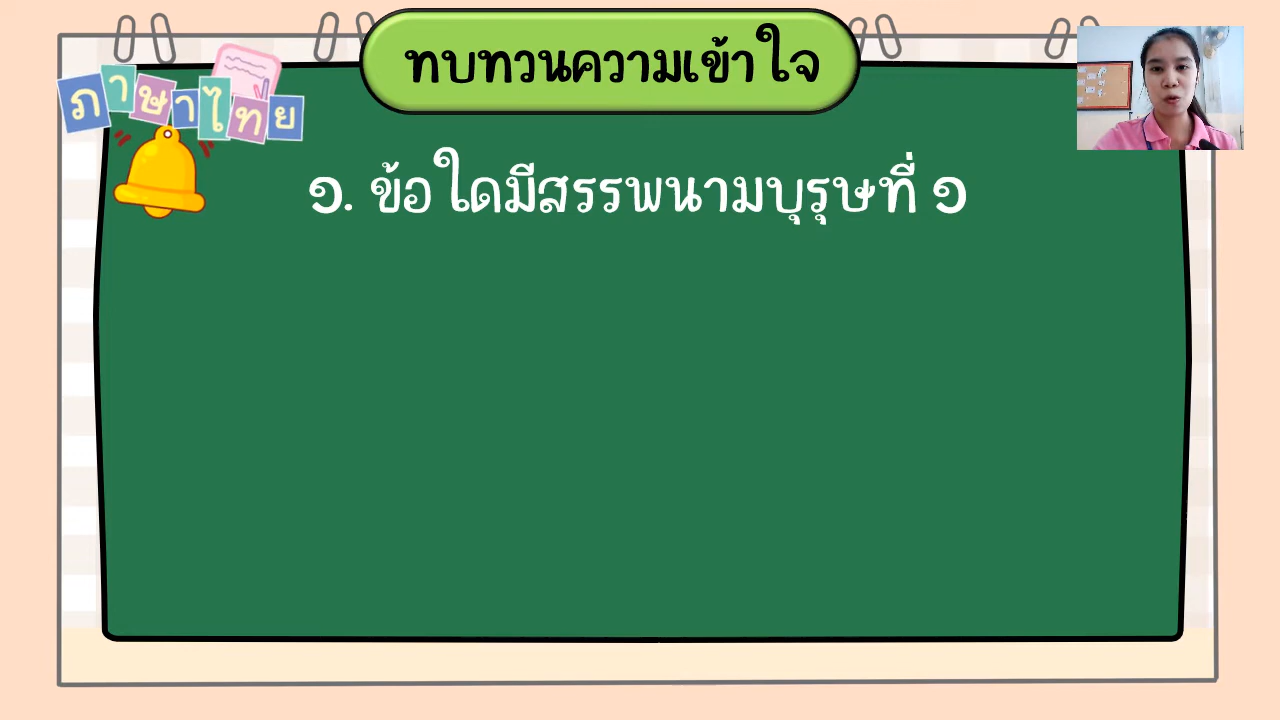 ทบทวนความเข้าใจ
ภาษาไทย
๑. ข้อใดมีสรรพนามบุรุษที่ ๑